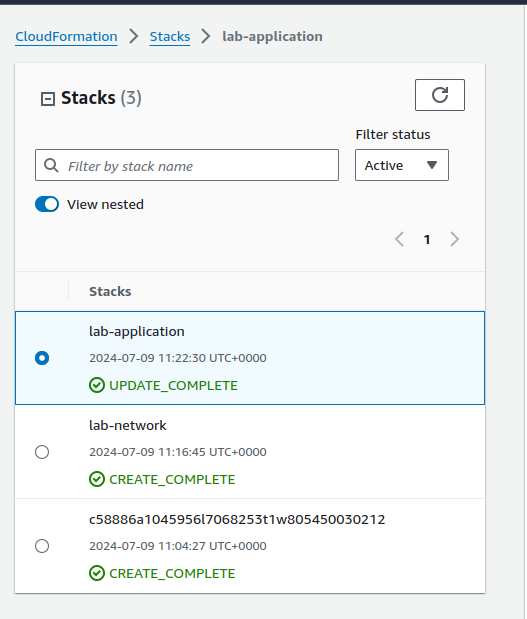 CloudFormation > Stacks > lab-application
Stacks (3)
Filter status
Filter by stack name
Active
View nested
1
Stacks
lab-application
2024-07-09 11:22:30 UTC+0000
UPDATE_COMPLETE
lab-network
2024-07-09 11:16:45 UTC+0000
CREATE_COMPLETE
c58886a1045956l7068253t1w805450030212
2024-07-09 11:04:27 UTC+0000
CREATE_COMPLETE